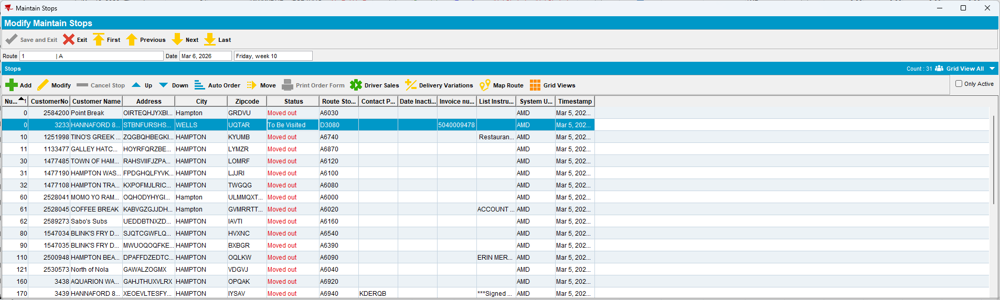 Maintain Stops
Modify Maintain Stops
Save and Exit Exit First Previous Next Last
Route 1 | A Date Mar 6, 2026 Friday, week 10
Stops Count : 31 Grid View All
Add Modify Cancel Stop Up Down Auto Order Move Print Order Form Driver Sales Delivery Variations Map Route Grid Views Only Active
Nu... 1 CustomerNo Customer Name Address City Zipcode Status Route Sto... Contact P... Date Inacti... Invoice nu... List Instru... System U... Timestamp
0 2584200 Point Break OIRTEQHJYXBI... Hampton GRDVU Moved out A6030 AMD Mar 5, 202...
0 3233 HANNAFORD 8... STBNFURSHS... WELLS UQTAR To Be Visited D3080 5040009478 AMD Mar 5, 202...
10 1251998 TINO'S GREEK ... ZQGBQHBEGKI... HAMPTON KYUMB Moved out A6740 Restauran... AMD Mar 5, 202...
11 1133477 GALLEY HATC... HOYRFQRZBE... HAMPTON LYMZR Moved out A6870 AMD Mar 5, 202...
30 1477485 TOWN OF HAM... RAHSVIIFJZPA... HAMPTON LOMRF Moved out A6120 AMD Mar 5, 202...
31 1477190 HAMPTON WAS... FPDGHQLFYVK... HAMPTON LJJRI Moved out A6100 AMD Mar 5, 202...
32 1477108 HAMPTON TRA... KXPOFMJLRIC... HAMPTON TWGQG Moved out A6080 AMD Mar 5, 202...
60 2528041 MOMO YO RAM... OQHODYHYGI... Hampton ULMMQXT... Moved out A6000 AMD Mar 5, 202...
61 2528045 COFFEE BREAK KABVGZGJJDH... Hampton GVMRRTT... Moved out A6020 ACCOUNT ... AMD Mar 5, 202...
62 2589273 Sabo's Subs UEDDBTNXZD... HAMPTON IAVTI Moved out A6160 AMD Mar 5, 202...
80 1547034 BLINK'S FRY D... SJQTCGWFLQ... HAMPTON HVXNC Moved out A6540 AMD Mar 5, 202...
90 1547035 BLINK'S FRY D... MWUOQOQFKE... HAMPTON BXBGR Moved out A6390 AMD Mar 5, 202...
110 2500948 HAMPTON BEA... DPAFFDZEDTC... HAMPTON OQLKW Moved out A6090 ERIN MER... AMD Mar 5, 202...
121 2530573 North of Nola GAWALZOGMX HAMPTON VDGVJ Moved out A6040 AMD Mar 5, 202...
160 3438 AQUARION WA... GAHJTHUXVLRX HAMPTON OPQAK Moved out A6920 AMD Mar 5, 202...
170 3439 HANNAFORD 8... XEOEVLTESFY... HAMPTON IYSAV Moved out A6940 KDERQB ***Signed ... AMD Mar 5, 202...